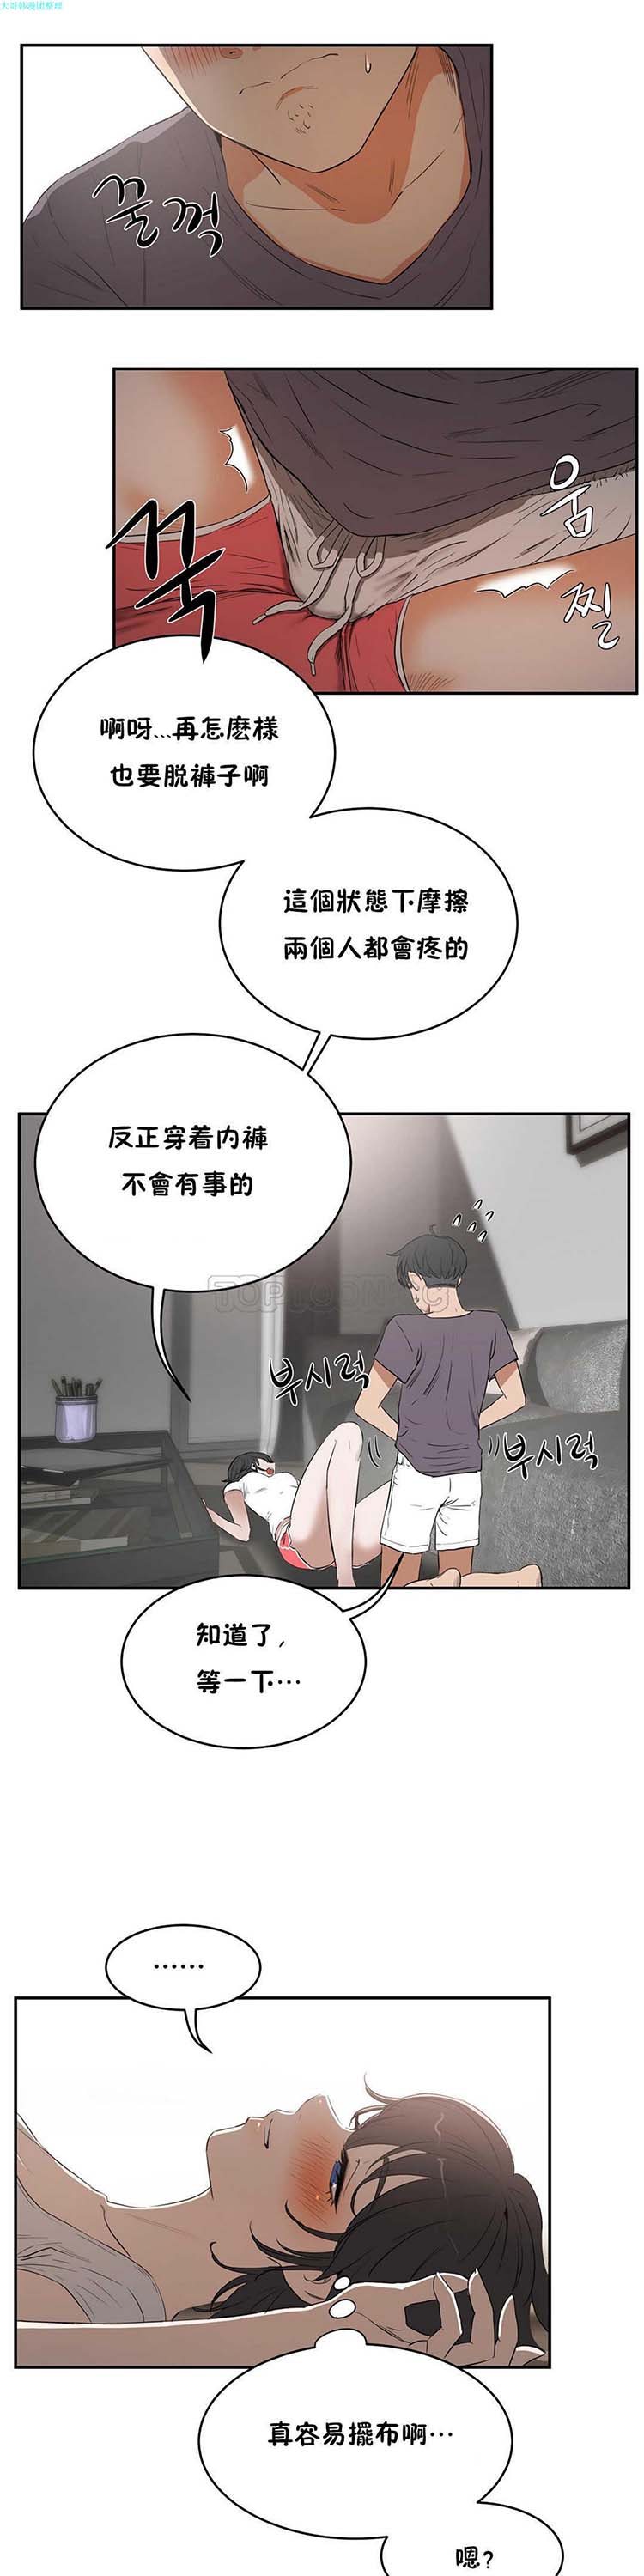 大哥韩漫团整理
꿀꺽
꾹
움
찔
啊呀...再怎麽樣
也要脱褲子啊
這個狀態下摩擦
兩個人都會疼的
反正穿着内褲
不會有事的
TOPTOON
부시럭
부시럭
知道了,
等一下…
……
真容易擺布啊…
嗯?